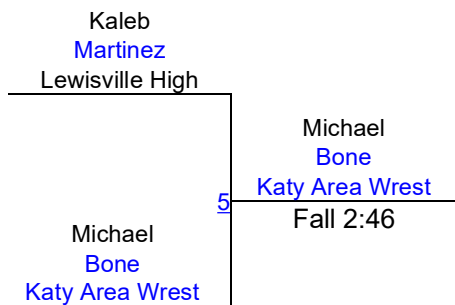 Kaleb
Martinez
Lewisville High
Michael
Bone
Katy Area Wrest
5
Fall 2:46
Michael
Bone
Katy Area Wrest